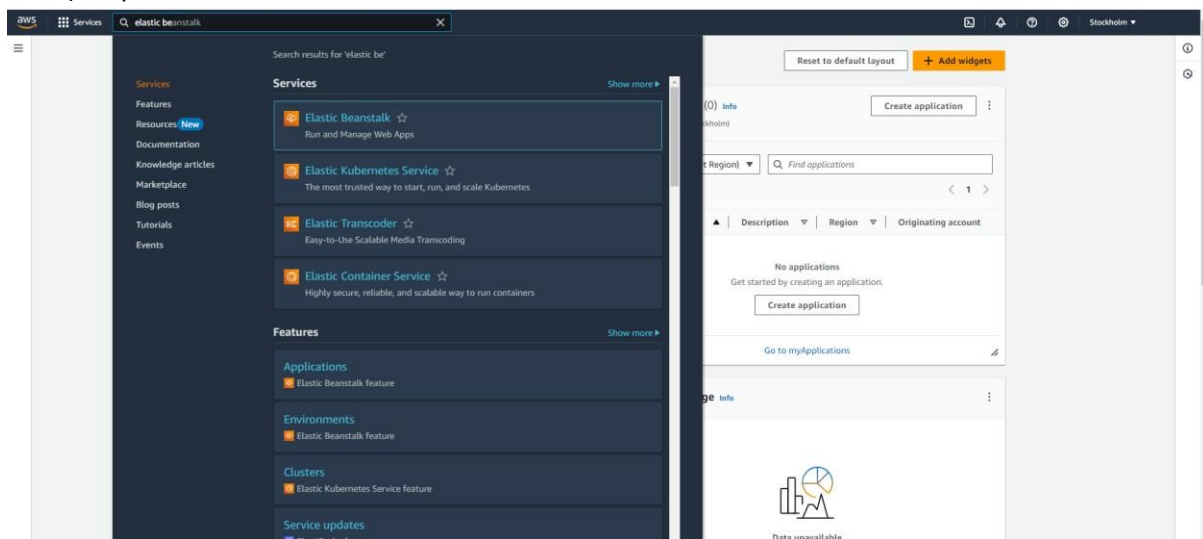 aws
Services
elastic beanstalk
Stockholm
Search results for 'elastic be'
Services
Features
Resources New
Documentation
Knowledge articles
Marketplace
Blog posts
Tutorials
Events
Services
Show more
Elastic Beanstalk
Run and Manage Web Apps
Elastic Kubernetes Service
The most trusted way to start, run, and scale Kubernetes
Elastic Transcoder
Easy-to-Use Scalable Media Transcoding
Elastic Container Service
Highly secure, reliable, and scalable way to run containers
Features
Show more
Applications
Elastic Beanstalk feature
Environments
Elastic Beanstalk feature
Clusters
Elastic Kubernetes Service feature
Service updates
Reset to default layout
+ Add widgets
(0) Info
Create application
ckholm)
t Region)
Find applications
1
Description
Region
Originating account
No applications
Get started by creating an application.
Create application
Go to myApplications
ge Info
Data unavailable